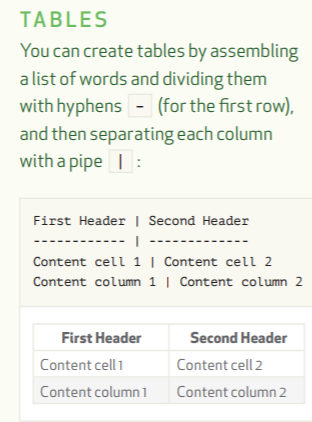 TABLES
You can create tables by assembling
a list of words and dividing them
with hyphens - (for the first row),
and then separating each column
with a pipe | :
First Header | Second Header
------------ | -------------
Content cell 1 | Content cell 2
Content column 1 | Content column 2
First Header Second Header
Content cell 1 Content cell 2
Content column 1 Content column 2